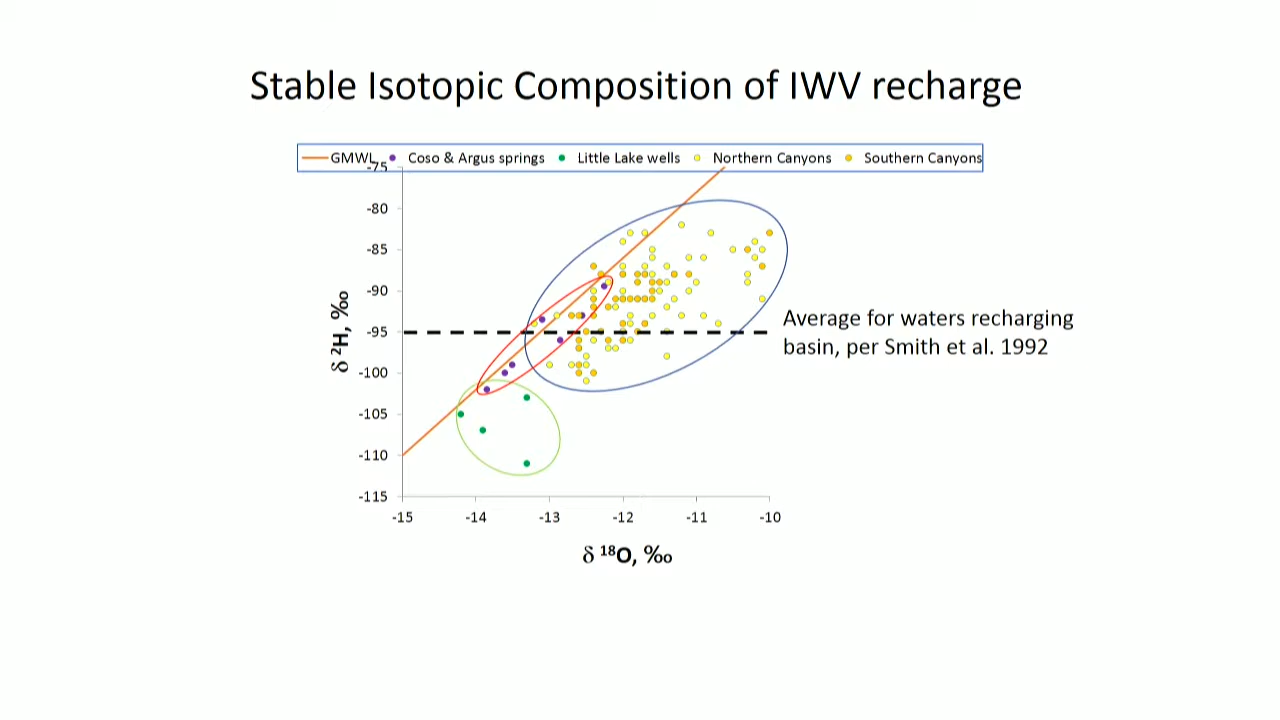 Stable Isotopic Composition of IWV recharge
GMWL Coso & Argus springs Little Lake wells Northern Canyons Southern Canyons
-75
-80
-85
-90
-95
-100
-105
-110
-115
δ ²H, ‰
Average for waters recharging
basin, per Smith et al. 1992
-15 -14 -13 -12 -11 -10
δ ¹⁸O, ‰